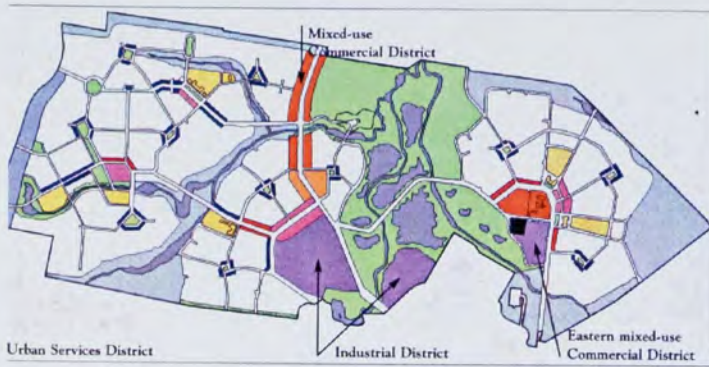 Mixed-use
Commercial District
Urban Services District
Industrial District
Eastern mixed-use
Commercial District